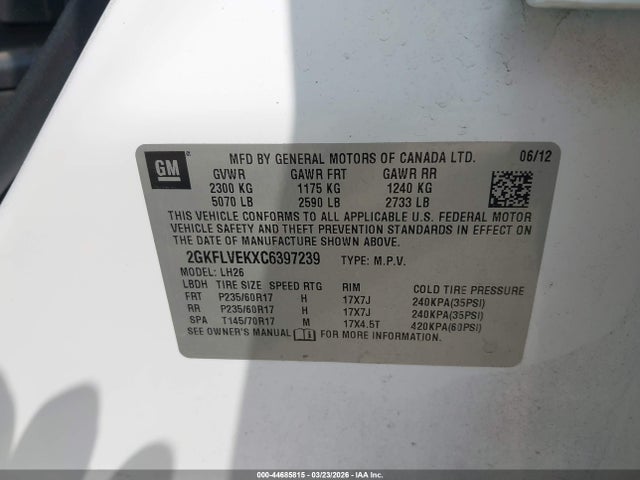 GM
MFD BY GENERAL MOTORS OF CANADA LTD. 06/12
GVWR GAWR FRT GAWR RR
2300 KG 1175 KG 1240 KG
5070 LB 2590 LB 2733 LB
THIS VEHICLE CONFORMS TO ALL APPLICABLE U.S. FEDERAL MOTOR
VEHICLE SAFETY AND THEFT PREVENTION STANDARDS IN EFFECT ON
THE DATE OF MANUFACTURE SHOWN ABOVE.
2GKFLVEKXC6397239 TYPE: M.P.V.
MODEL: LH26
LBDH TIRE SIZE SPEED RTG RIM COLD TIRE PRESSURE
FRT P235/60R17 H 17X7J 240KPA(35PSI)
RR P235/60R17 H 17X7J 240KPA(35PSI)
SPA T145/70R17 M 17X4.5T 420KPA(60PSI)
SEE OWNER'S MANUAL FOR MORE INFORMATION.
000-44685815 - 03/23/2026 - IAA, Inc.